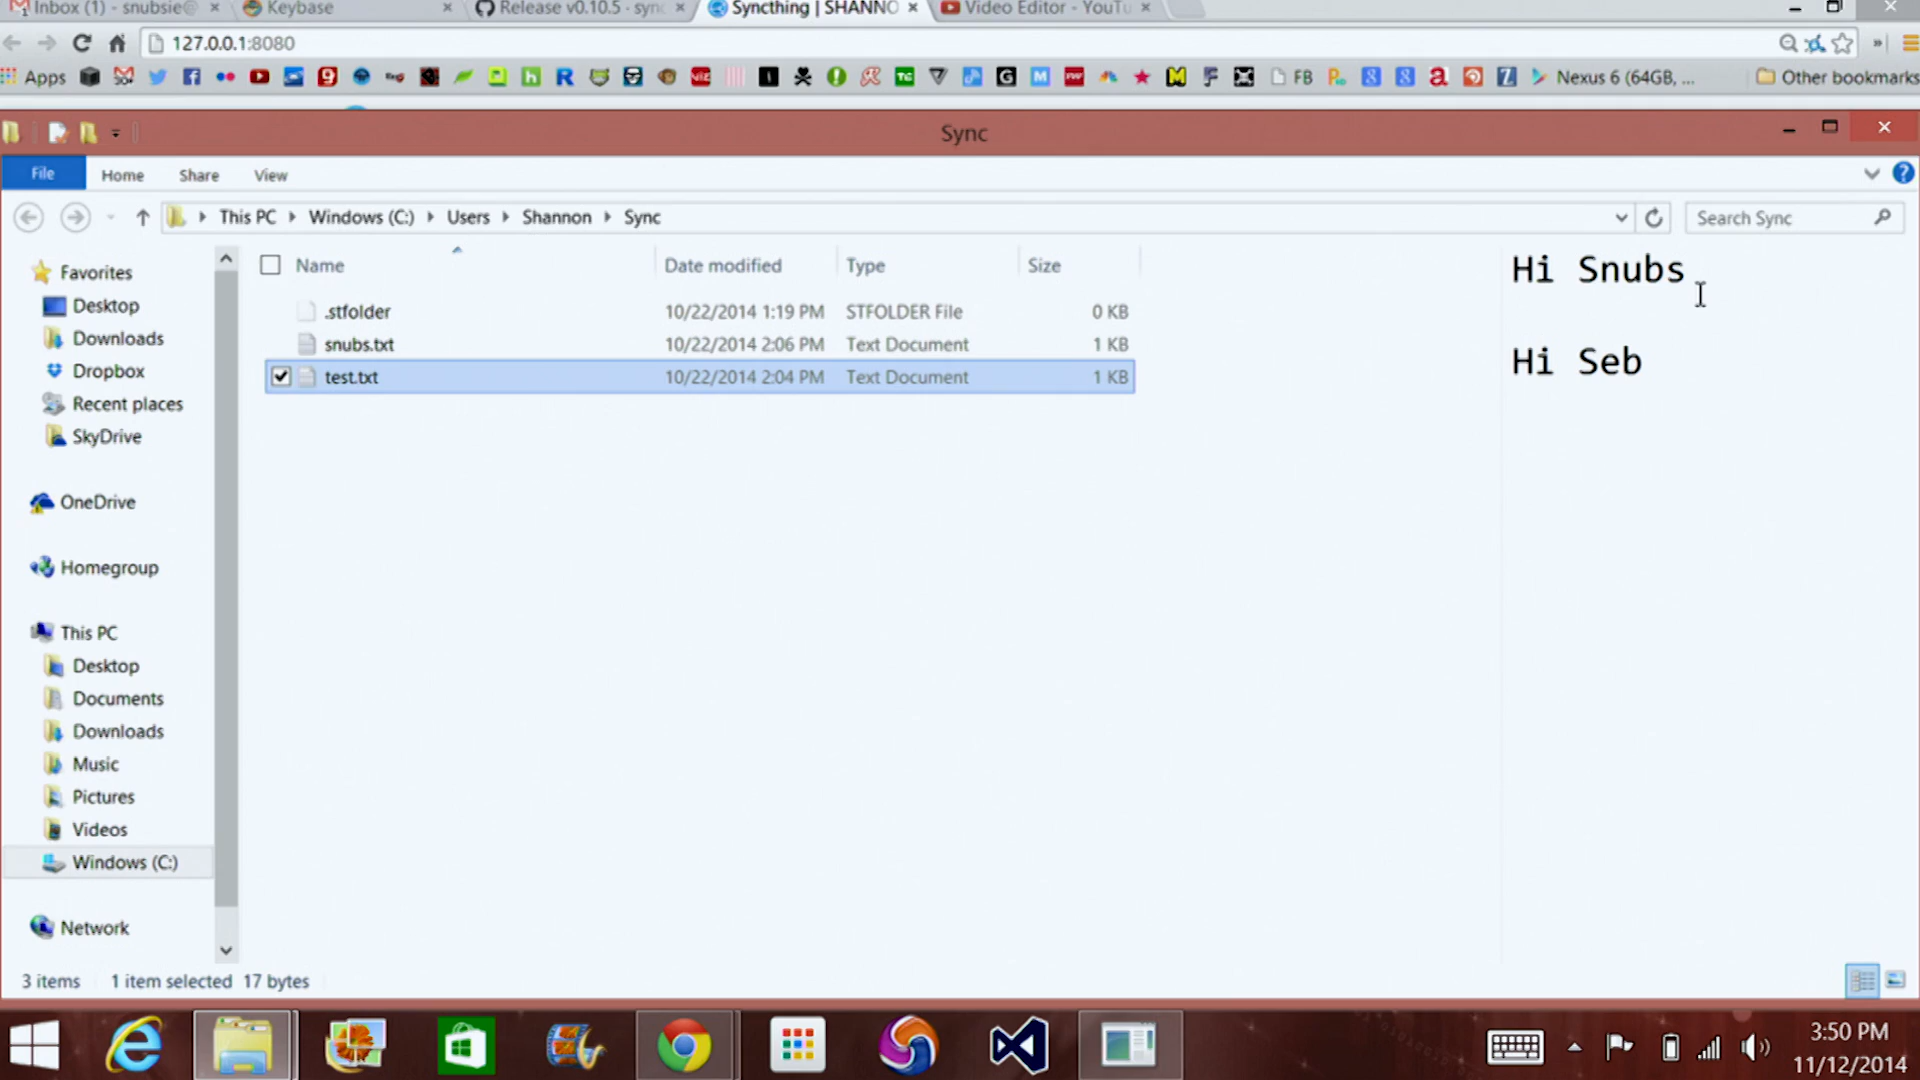 Inbox (1) - snubsie@
Keybase
Release v0.10.5 · sync
Syncthing | SHANNO
Video Editor - YouTu
127.0.0.1:8080
Apps
FB
Nexus 6 (64GB, ...
Other bookmarks
Sync
File
Home
Share
View
This PC
Windows (C:)
Users
Shannon
Sync
Search Sync
Name
Date modified
Type
Size
.stfolder
10/22/2014 1:19 PM
STFOLDER File
0 KB
snubs.txt
10/22/2014 2:06 PM
Text Document
1 KB
test.txt
10/22/2014 2:04 PM
Text Document
1 KB
Hi Snubs
Hi Seb
Favorites
Desktop
Downloads
Dropbox
Recent places
SkyDrive
OneDrive
Homegroup
This PC
Desktop
Documents
Downloads
Music
Pictures
Videos
Windows (C:)
Network
3 items
1 item selected 17 bytes
3:50 PM
11/12/2014